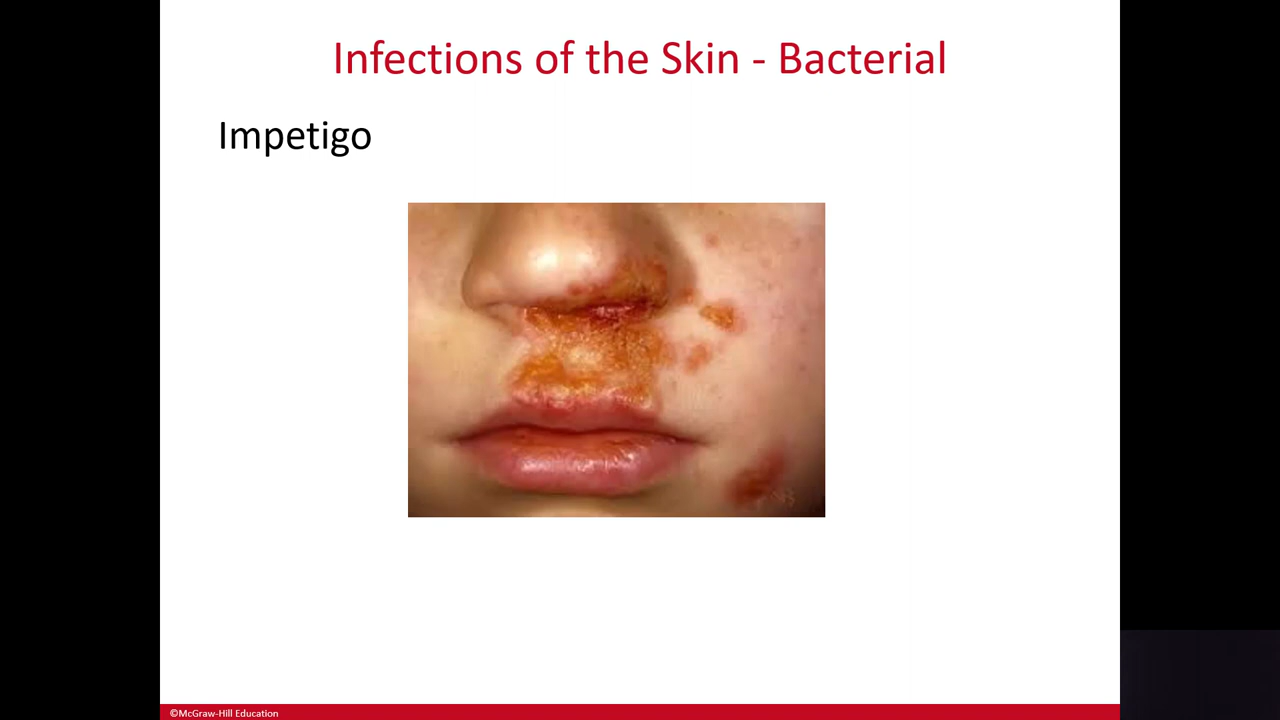 Infections of the Skin - Bacterial
Impetigo
©McGraw-Hill Education